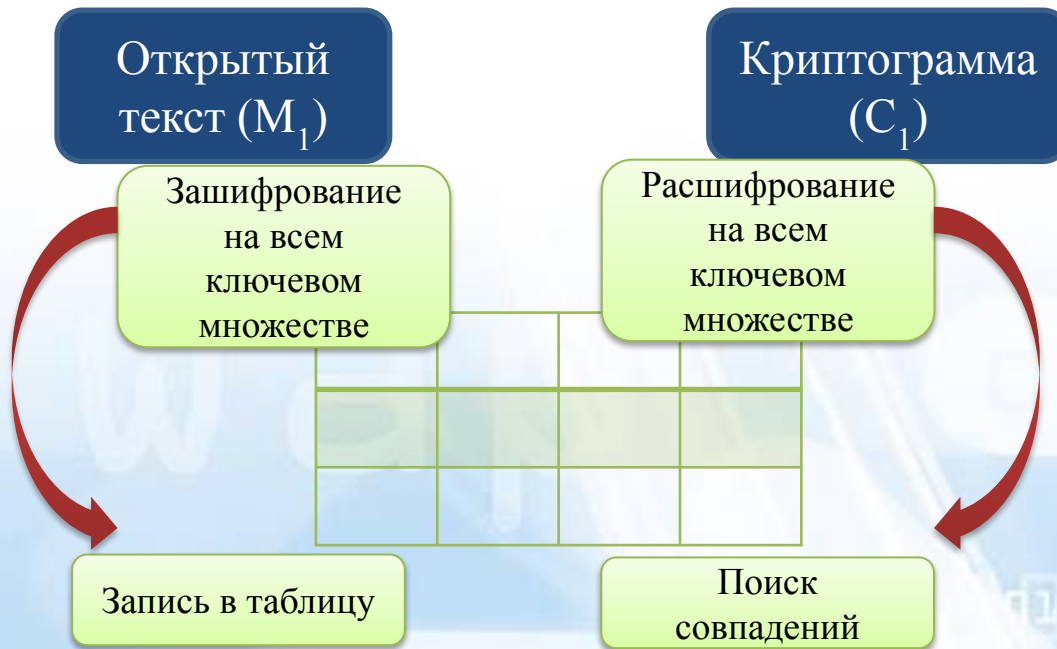 Открытый
текст (M₁)
Криптограмма
(C₁)
Зашифрование
на всем
ключевом
множестве
Расшифрование
на всем
ключевом
множестве
Запись в таблицу
Поиск
совпадений